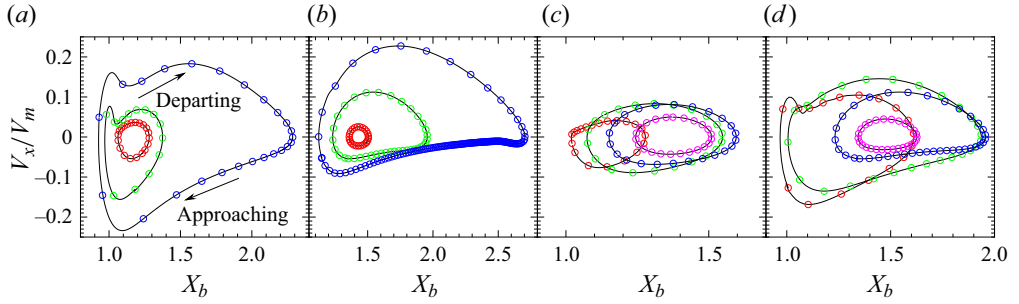 (a) (b) (c) (d)
0.2
0.1
0
−0.1
−0.2
V_x/V_m
Departing
Approaching
1.0 1.5 2.0 1.5 2.0 2.5 1.0 1.5 1.0 1.5 2.0
X_b X_b X_b X_b